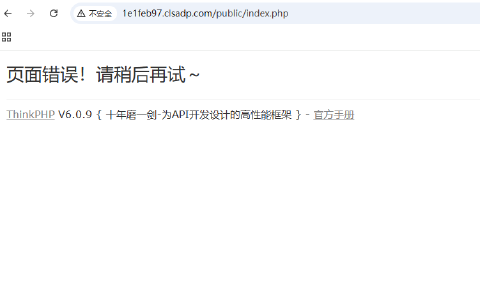 不安全 1e1feb97.clsadp.com/public/index.php
页面错误！请稍后再试～
ThinkPHP V6.0.9 { 十年磨一剑-为API开发设计的高性能框架 } - 官方手册